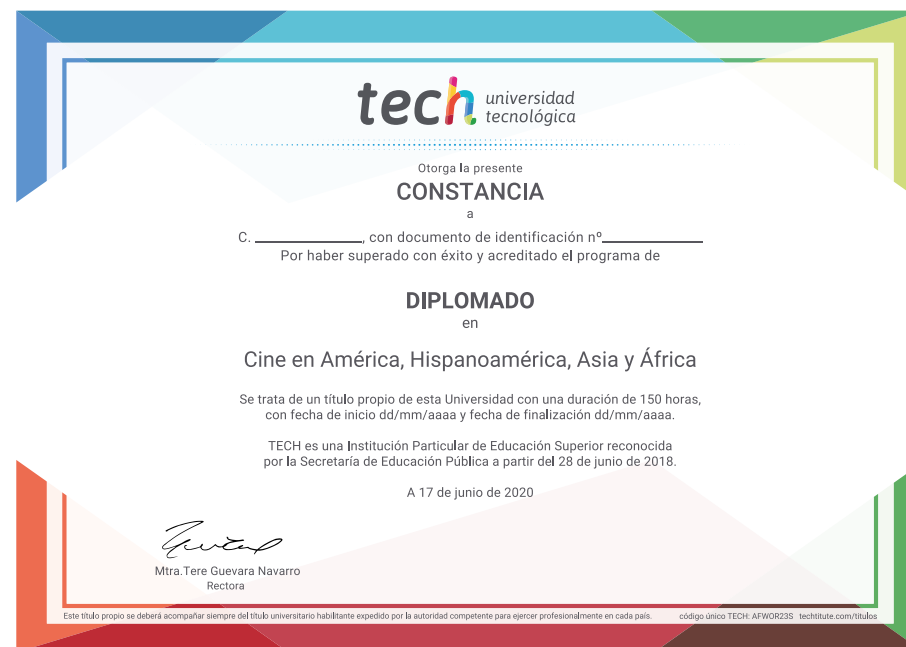 tech universidad
tecnológica
Otorga la presente
CONSTANCIA
a
C. ____________, con documento de identificación nº____________
Por haber superado con éxito y acreditado el programa de
DIPLOMADO
en
Cine en América, Hispanoamérica, Asia y África
Se trata de un título propio de esta Universidad con una duración de 150 horas,
con fecha de inicio dd/mm/aaaa y fecha de finalización dd/mm/aaaa.
TECH es una Institución Particular de Educación Superior reconocida
por la Secretaría de Educación Pública a partir del 28 de junio de 2018.
A 17 de junio de 2020
Mtra.Tere Guevara Navarro
Rectora
Este título propio se deberá acompañar siempre del título universitario habilitante expedido por la autoridad competente para ejercer profesionalmente en cada país. código único TECH: AFWOR23S techtitute.com/titulos